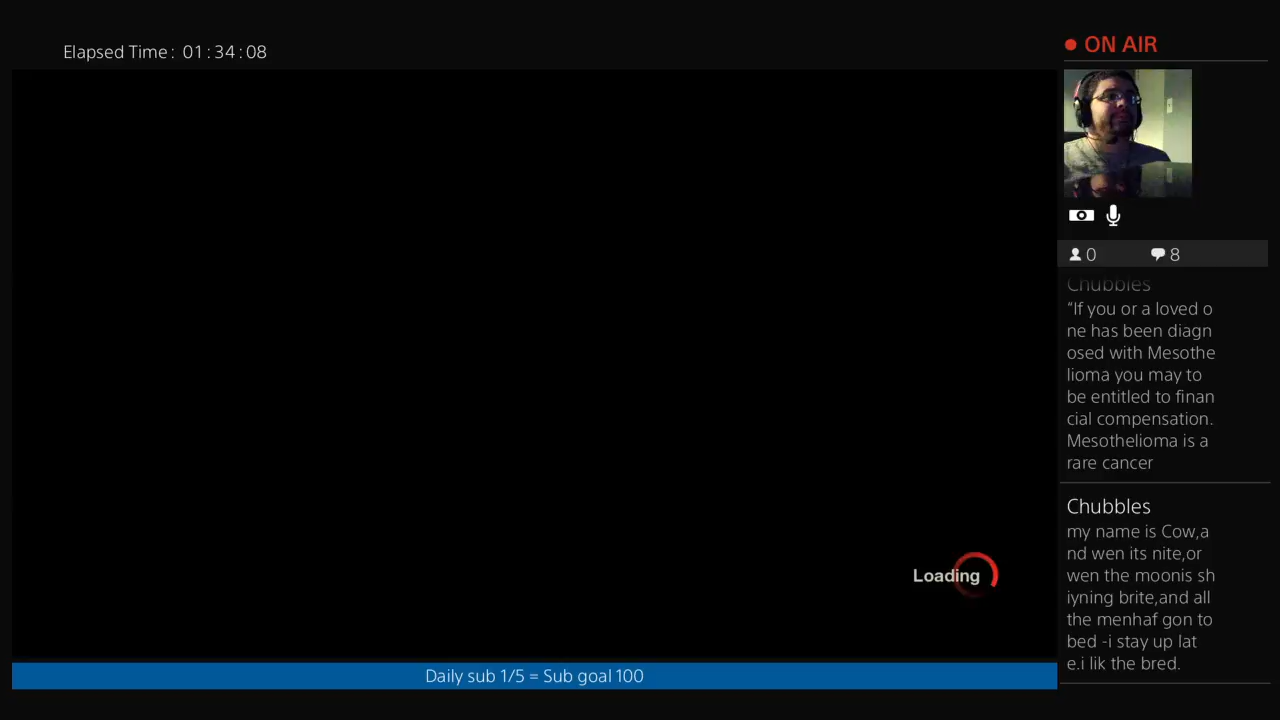 Elapsed Time: 01:34:08
ON AIR
0 8
Chubbles
“If you or a loved o
ne has been diagn
osed with Mesothe
lioma you may to
be entitled to finan
cial compensation.
Mesothelioma is a
rare cancer
Chubbles
my name is Cow,a
nd wen its nite,or
wen the moonis sh
iyning brite,and all
the menhaf gon to
bed -i stay up lat
e.i lik the bred.
Loading
Daily sub 1/5 = Sub goal 100